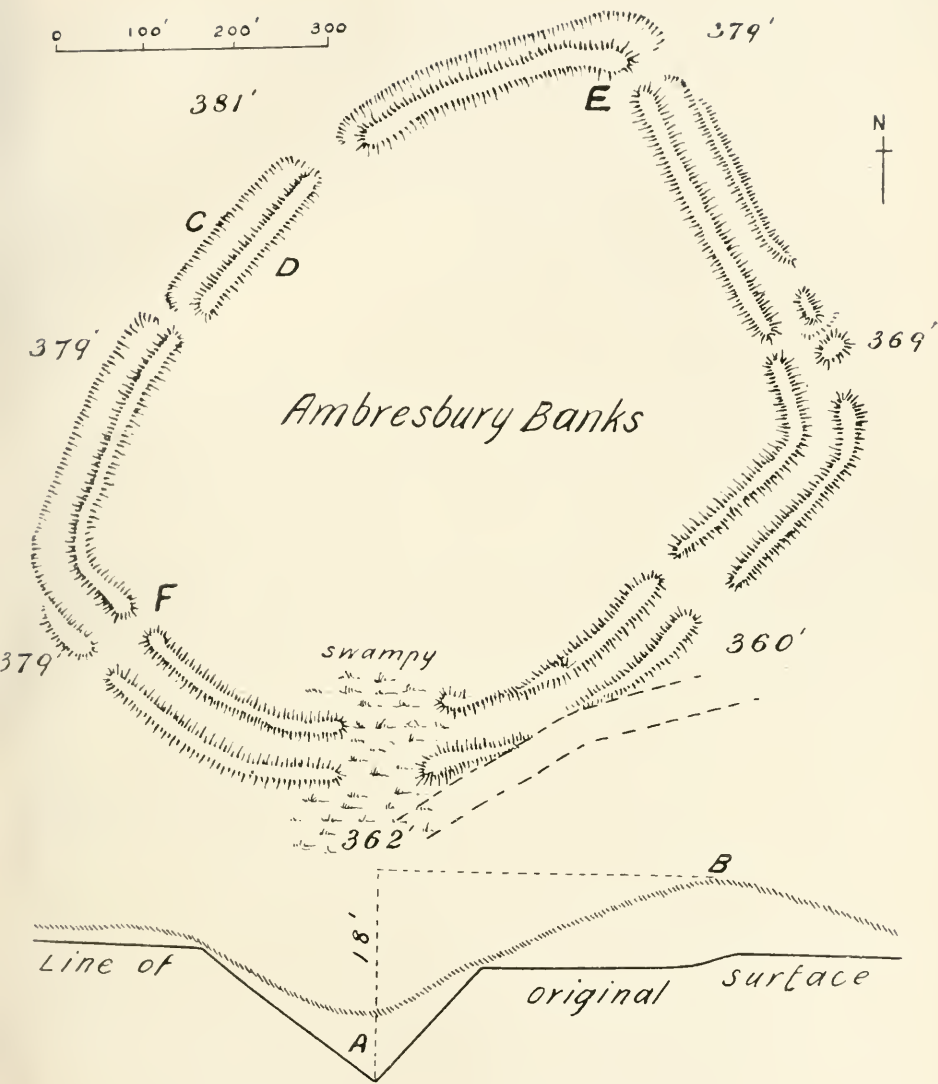 0 100' 200' 300
379'
381'
E
N
C
D
379'
369'
Ambresbury Banks
F
swampy
360'
379'
362'
B
18'
Line of original surface
A